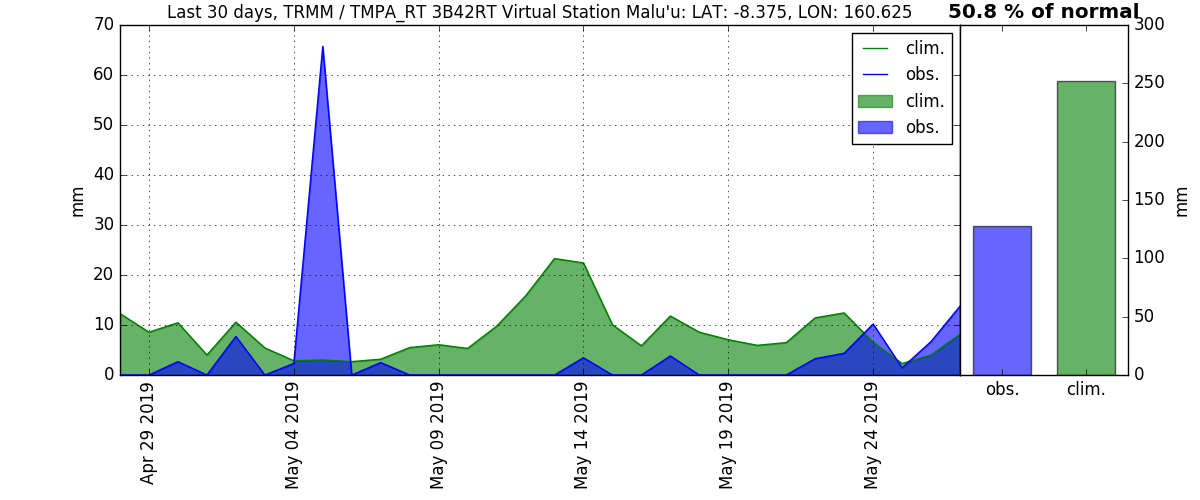 Last 30 days, TRMM / TMPA_RT 3B42RT Virtual Station Malu'u: LAT: -8.375, LON: 160.625
50.8 % of normal
70
60
50
40
30
20
10
0
mm
clim.
obs.
clim.
obs.
Apr 29 2019
May 04 2019
May 09 2019
May 14 2019
May 19 2019
May 24 2019
300
250
200
150
100
50
0
mm
obs.
clim.